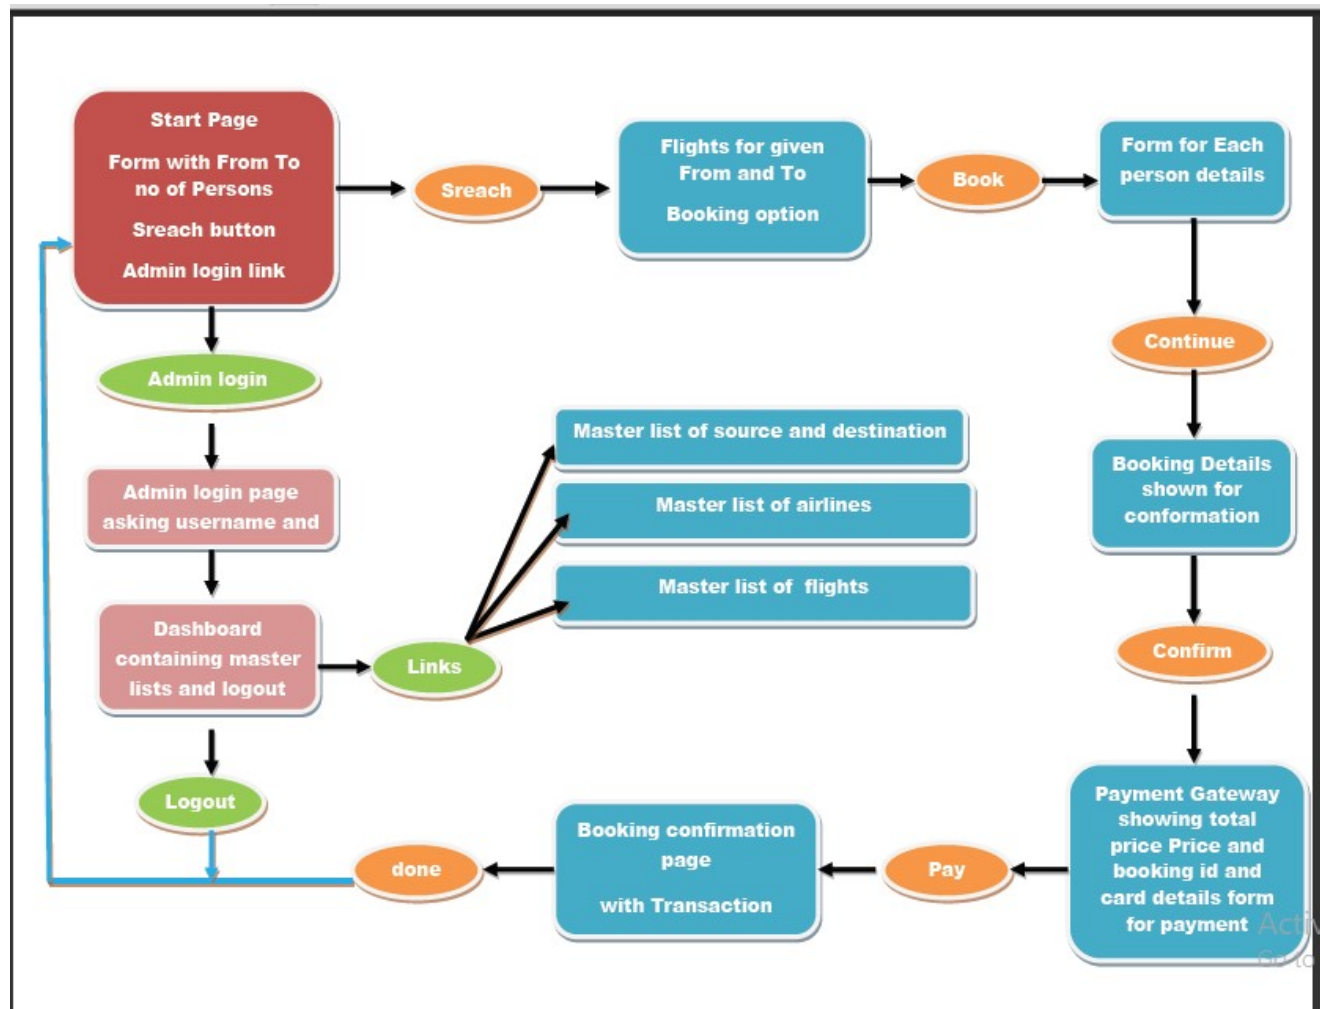 Start Page
Form with From To
no of Persons
Sreach button
Admin login link
Sreach
Flights for given
From and To
Booking option
Book
Form for Each
person details
Continue
Booking Details
shown for
conformation
Confirm
Payment Gateway
showing total
price Price and
booking id and
card details form
for payment
Pay
Booking confirmation
page
with Transaction
done
Admin login
Admin login page
asking username and
Dashboard
containing master
lists and logout
Links
Master list of source and destination
Master list of airlines
Master list of  flights
Logout
Go to